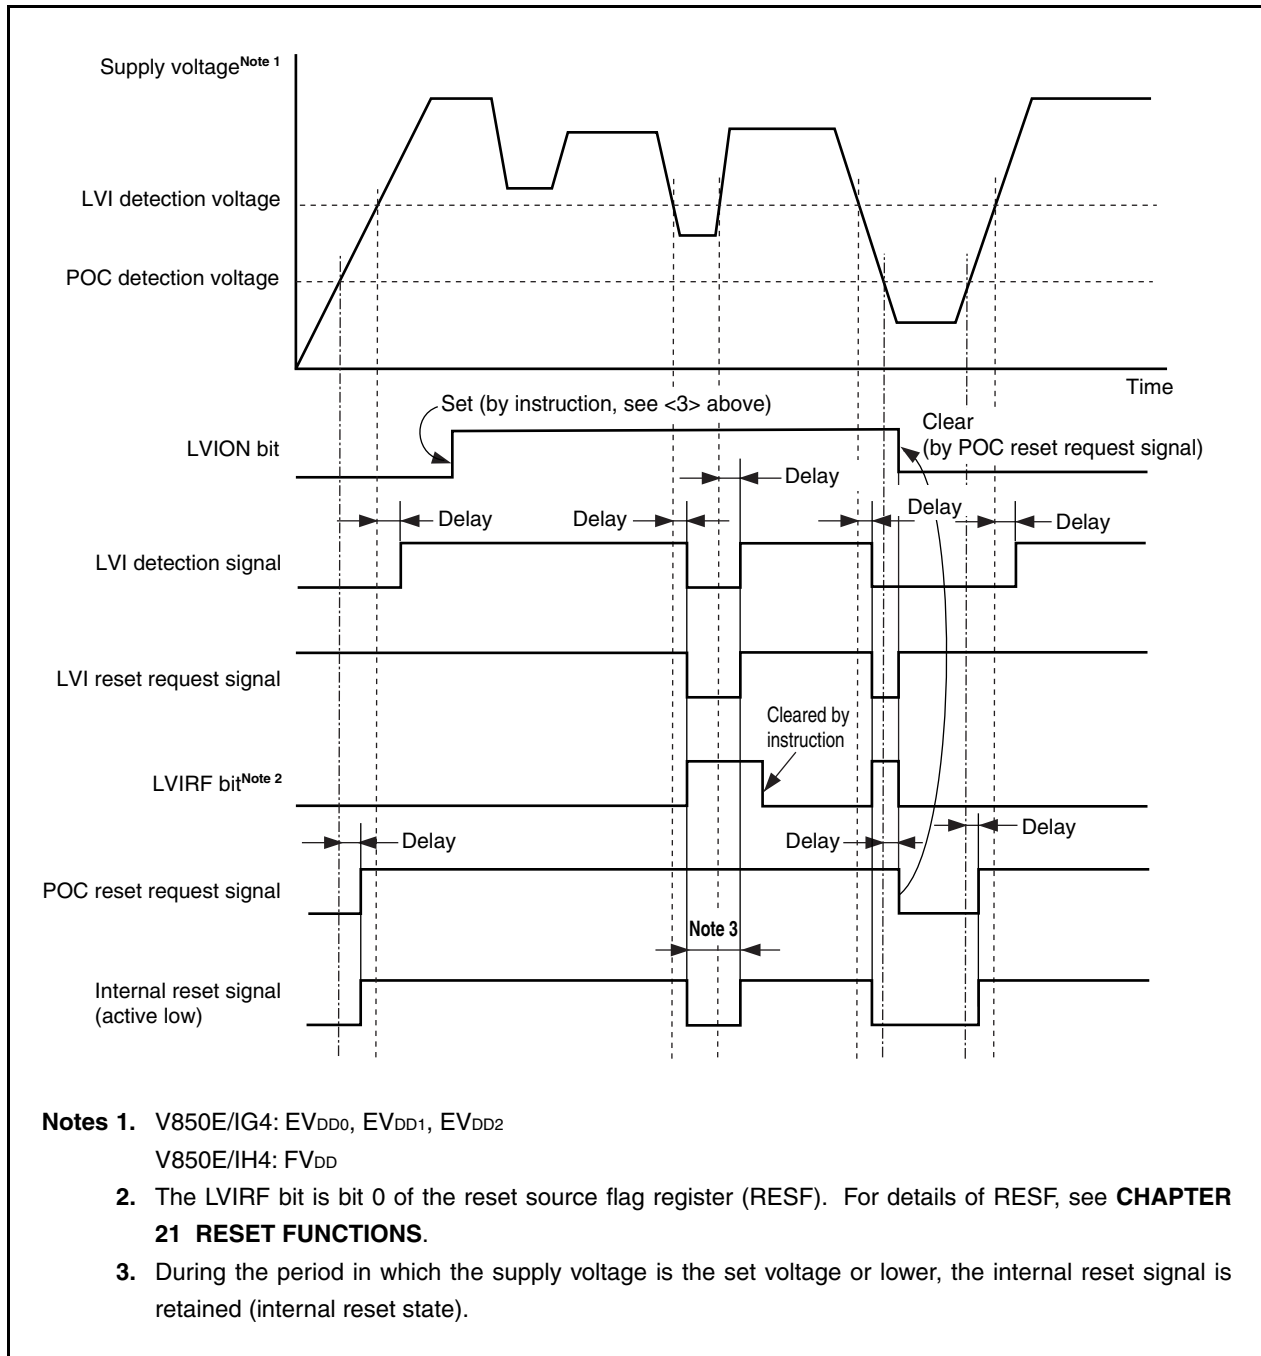 Supply voltageNote 1
LVI detection voltage
POC detection voltage
Time
Set (by instruction, see <3> above)
Clear
(by POC reset request signal)
LVION bit
Delay
Delay
Delay
Delay
Delay
LVI detection signal
LVI reset request signal
Cleared by
instruction
LVIRF bitNote 2
Delay
Delay
Delay
POC reset request signal
Note 3
Internal reset signal
(active low)
Notes 1. V850E/IG4: EVDD0, EVDD1, EVDD2
V850E/IH4: FVDD
2. The LVIRF bit is bit 0 of the reset source flag register (RESF). For details of RESF, see CHAPTER
21 RESET FUNCTIONS.
3. During the period in which the supply voltage is the set voltage or lower, the internal reset signal is
retained (internal reset state).